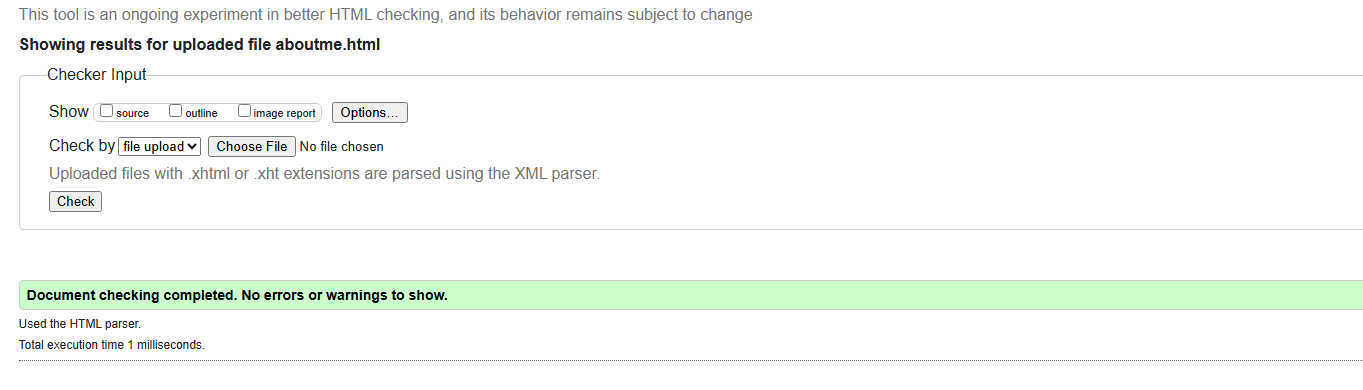 This tool is an ongoing experiment in better HTML checking, and its behavior remains subject to change
Showing results for uploaded file aboutme.html
Checker Input
Show source outline image report Options...
Check by file upload Choose File No file chosen
Uploaded files with .xhtml or .xht extensions are parsed using the XML parser.
Check
Document checking completed. No errors or warnings to show.
Used the HTML parser.
Total execution time 1 milliseconds.